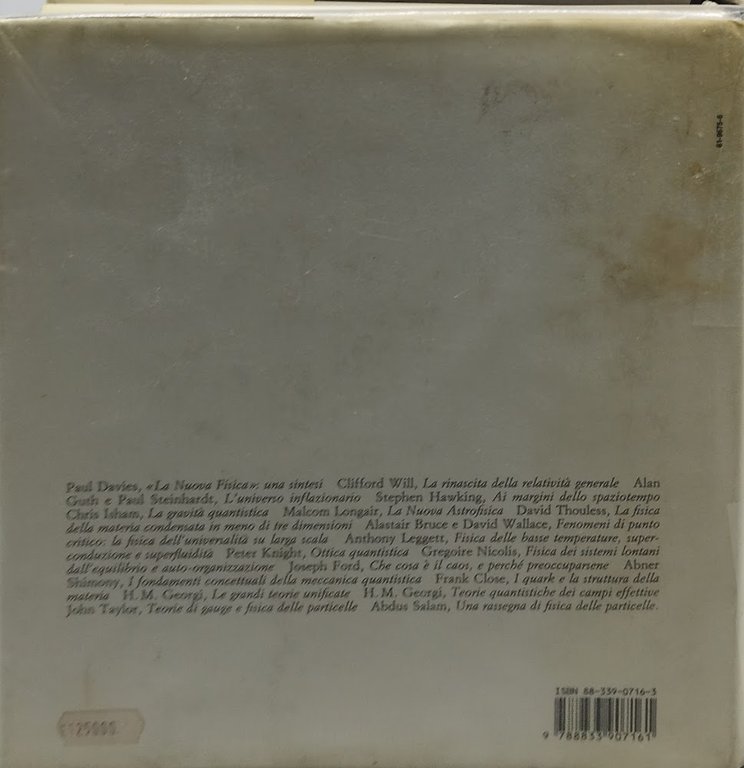 61-8675-6
Paul Davies, «La Nuova Fisica»: una sintesi Clifford Will, La rinascita della relatività generale Alan
Guth e Paul Steinhardt, L'universo inflazionario Stephen Hawking, Ai margini dello spaziotempo
Chris Isham, La gravità quantistica Malcom Longair, La Nuova Astrofisica David Thouless, La fisica
della materia condensata in meno di tre dimensioni Alastair Bruce e David Wallace, Fenomeni di punto
critico: la fisica dell'universalità su larga scala Anthony Leggett, Fisica delle basse temperature, super-
conduzione e superfluidità Peter Knight, Ottica quantistica Gregoire Nicolis, Fisica dei sistemi lontani
dall'equilibrio e auto-organizzazione Joseph Ford, Che cosa è il caos, e perché preoccuparsene Abner
Shimony, I fondamenti concettuali della meccanica quantistica Frank Close, I quark e la struttura della
materia H. M. Georgi, Le grandi teorie unificate H. M. Georgi, Teorie quantistiche dei campi effettive
John Taylor, Teorie di gauge e fisica delle particelle Abdus Salam, Una rassegna di fisica delle particelle.
ISBN 88-339-0716-3
9 788833 907161